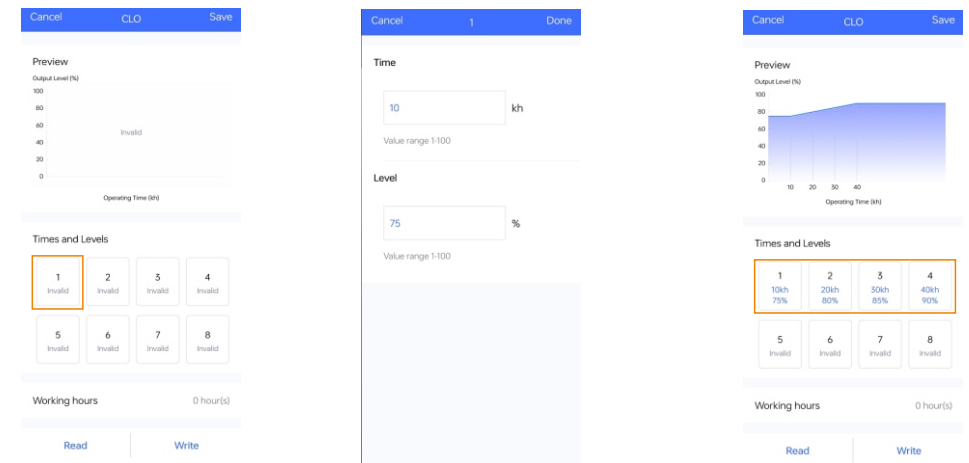 Cancel CLO Save
Preview
Output Level (%)
100
80
60
Invalid
40
20
0
Operating Time (kh)
Times and Levels
1 2 3 4
Invalid Invalid Invalid Invalid
5 6 7 8
Invalid Invalid Invalid Invalid
Working hours 0 hour(s)
Read Write
Cancel 1 Done
Time
10 kh
Value range 1-100
Level
75 %
Value range 1-100
Cancel CLO Save
Preview
Output Level (%)
100
80
60
40
20
0
10 20 30 40
Operating Time (kh)
Times and Levels
1 2 3 4
10kh 20kh 30kh 40kh
75% 80% 85% 90%
5 6 7 8
Invalid Invalid Invalid Invalid
Working hours 0 hour(s)
Read Write